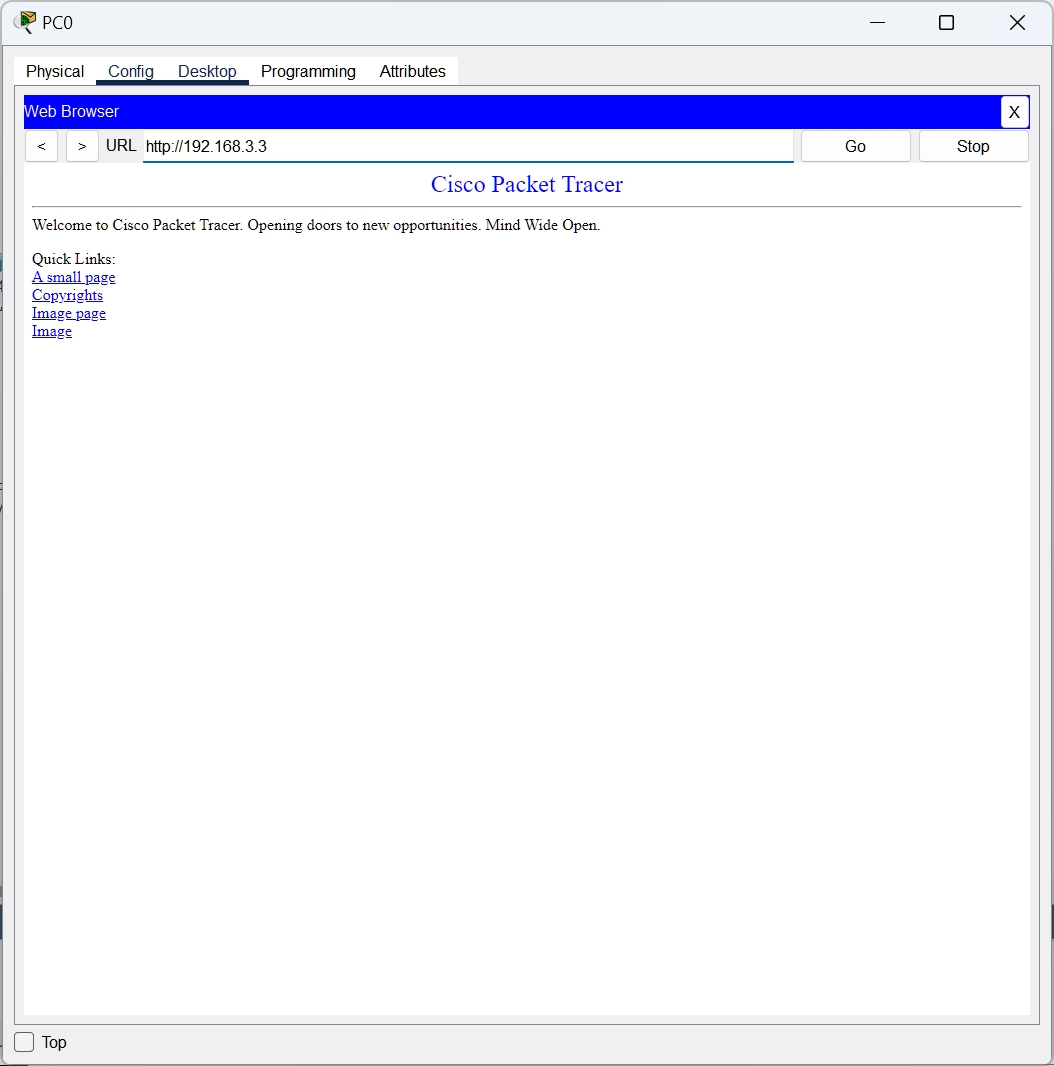 PC0
Physical Config Desktop Programming Attributes
Web Browser X
< > URL http://192.168.3.3 Go Stop
Cisco Packet Tracer
Welcome to Cisco Packet Tracer. Opening doors to new opportunities. Mind Wide Open.
Quick Links:
A small page
Copyrights
Image page
Image
Top